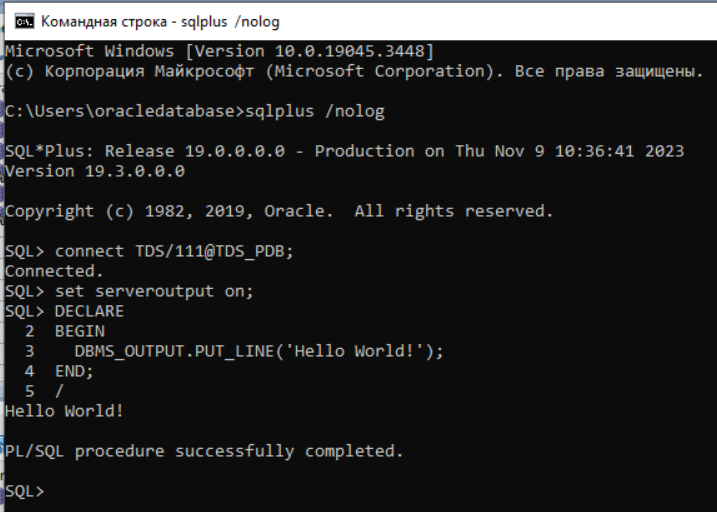 Командная строка - sqlplus /nolog
Microsoft Windows [Version 10.0.19045.3448]
(c) Корпорация Майкрософт (Microsoft Corporation). Все права защищены.
C:\Users\oracledatabase>sqlplus /nolog
SQL*Plus: Release 19.0.0.0.0 - Production on Thu Nov 9 10:36:41 2023
Version 19.3.0.0.0
Copyright (c) 1982, 2019, Oracle.  All rights reserved.
SQL> connect TDS/111@TDS_PDB;
Connected.
SQL> set serveroutput on;
SQL> DECLARE
  2  BEGIN
  3    DBMS_OUTPUT.PUT_LINE('Hello World!');
  4  END;
  5  /
Hello World!
PL/SQL procedure successfully completed.
SQL>